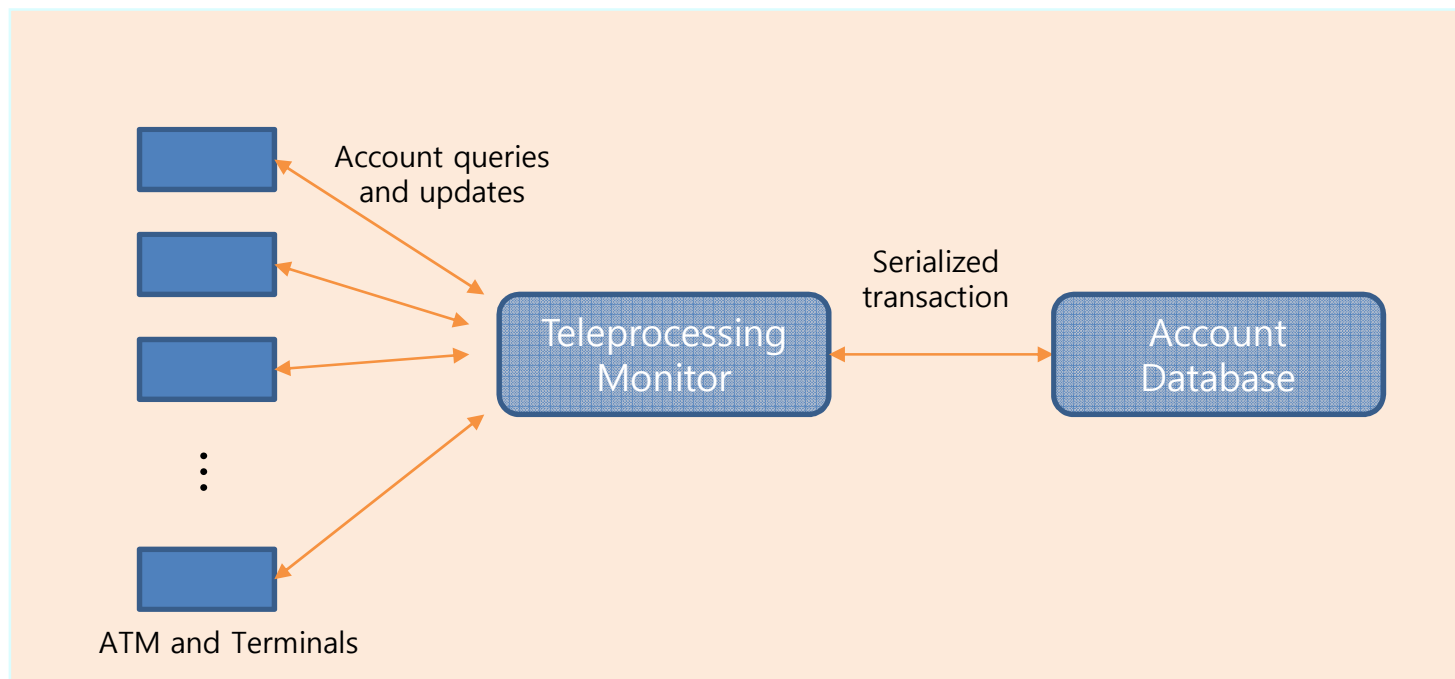 Account queries
and updates
Serialized
transaction
Teleprocessing
Monitor
Account
Database
ATM and Terminals